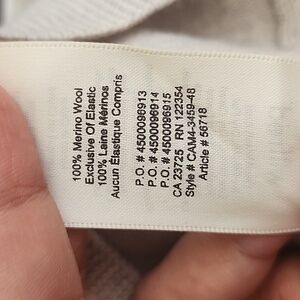 100% Merino Wool
Exclusive Of Elastic
100% Laine Mérinos
Aucun Élastique Compris
P.O. # 4500096913
P.O. # 4500096914
P.O. # 4500096915
CA 23725 RN 122354
Style # CAM4-3459-48
Article # 56718